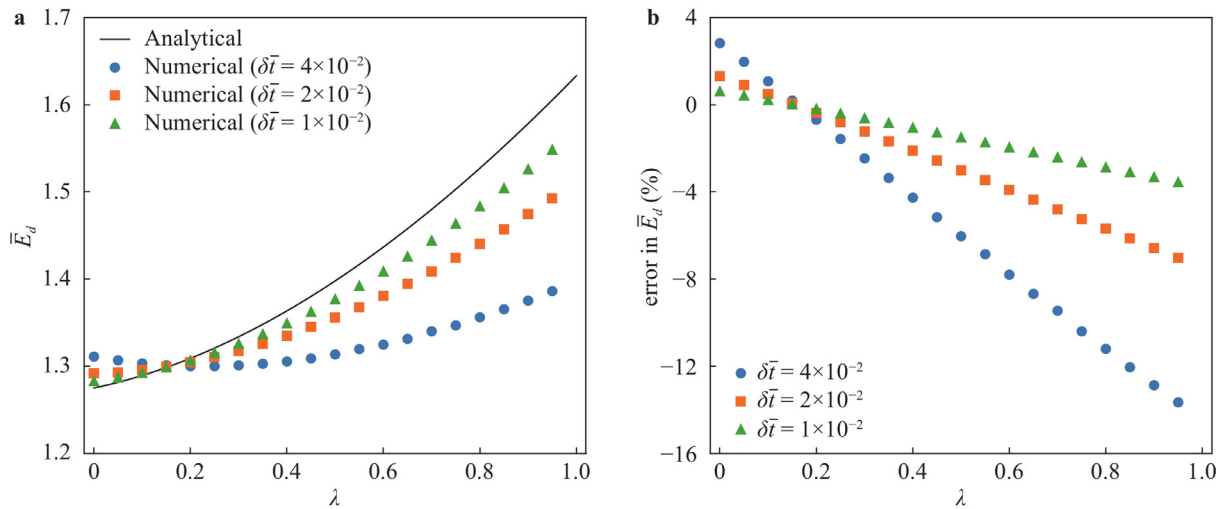 a
1.7
1.6
1.5
1.4
1.3
1.2
Ē_d
Analytical
Numerical (δt̄ = 4×10⁻²)
Numerical (δt̄ = 2×10⁻²)
Numerical (δt̄ = 1×10⁻²)
0 0.2 0.4 0.6 0.8 1.0
λ
b
4
0
−4
−8
−12
−16
error in Ē_d (%)
δt̄ = 4×10⁻²
δt̄ = 2×10⁻²
δt̄ = 1×10⁻²
0 0.2 0.4 0.6 0.8 1.0
λ